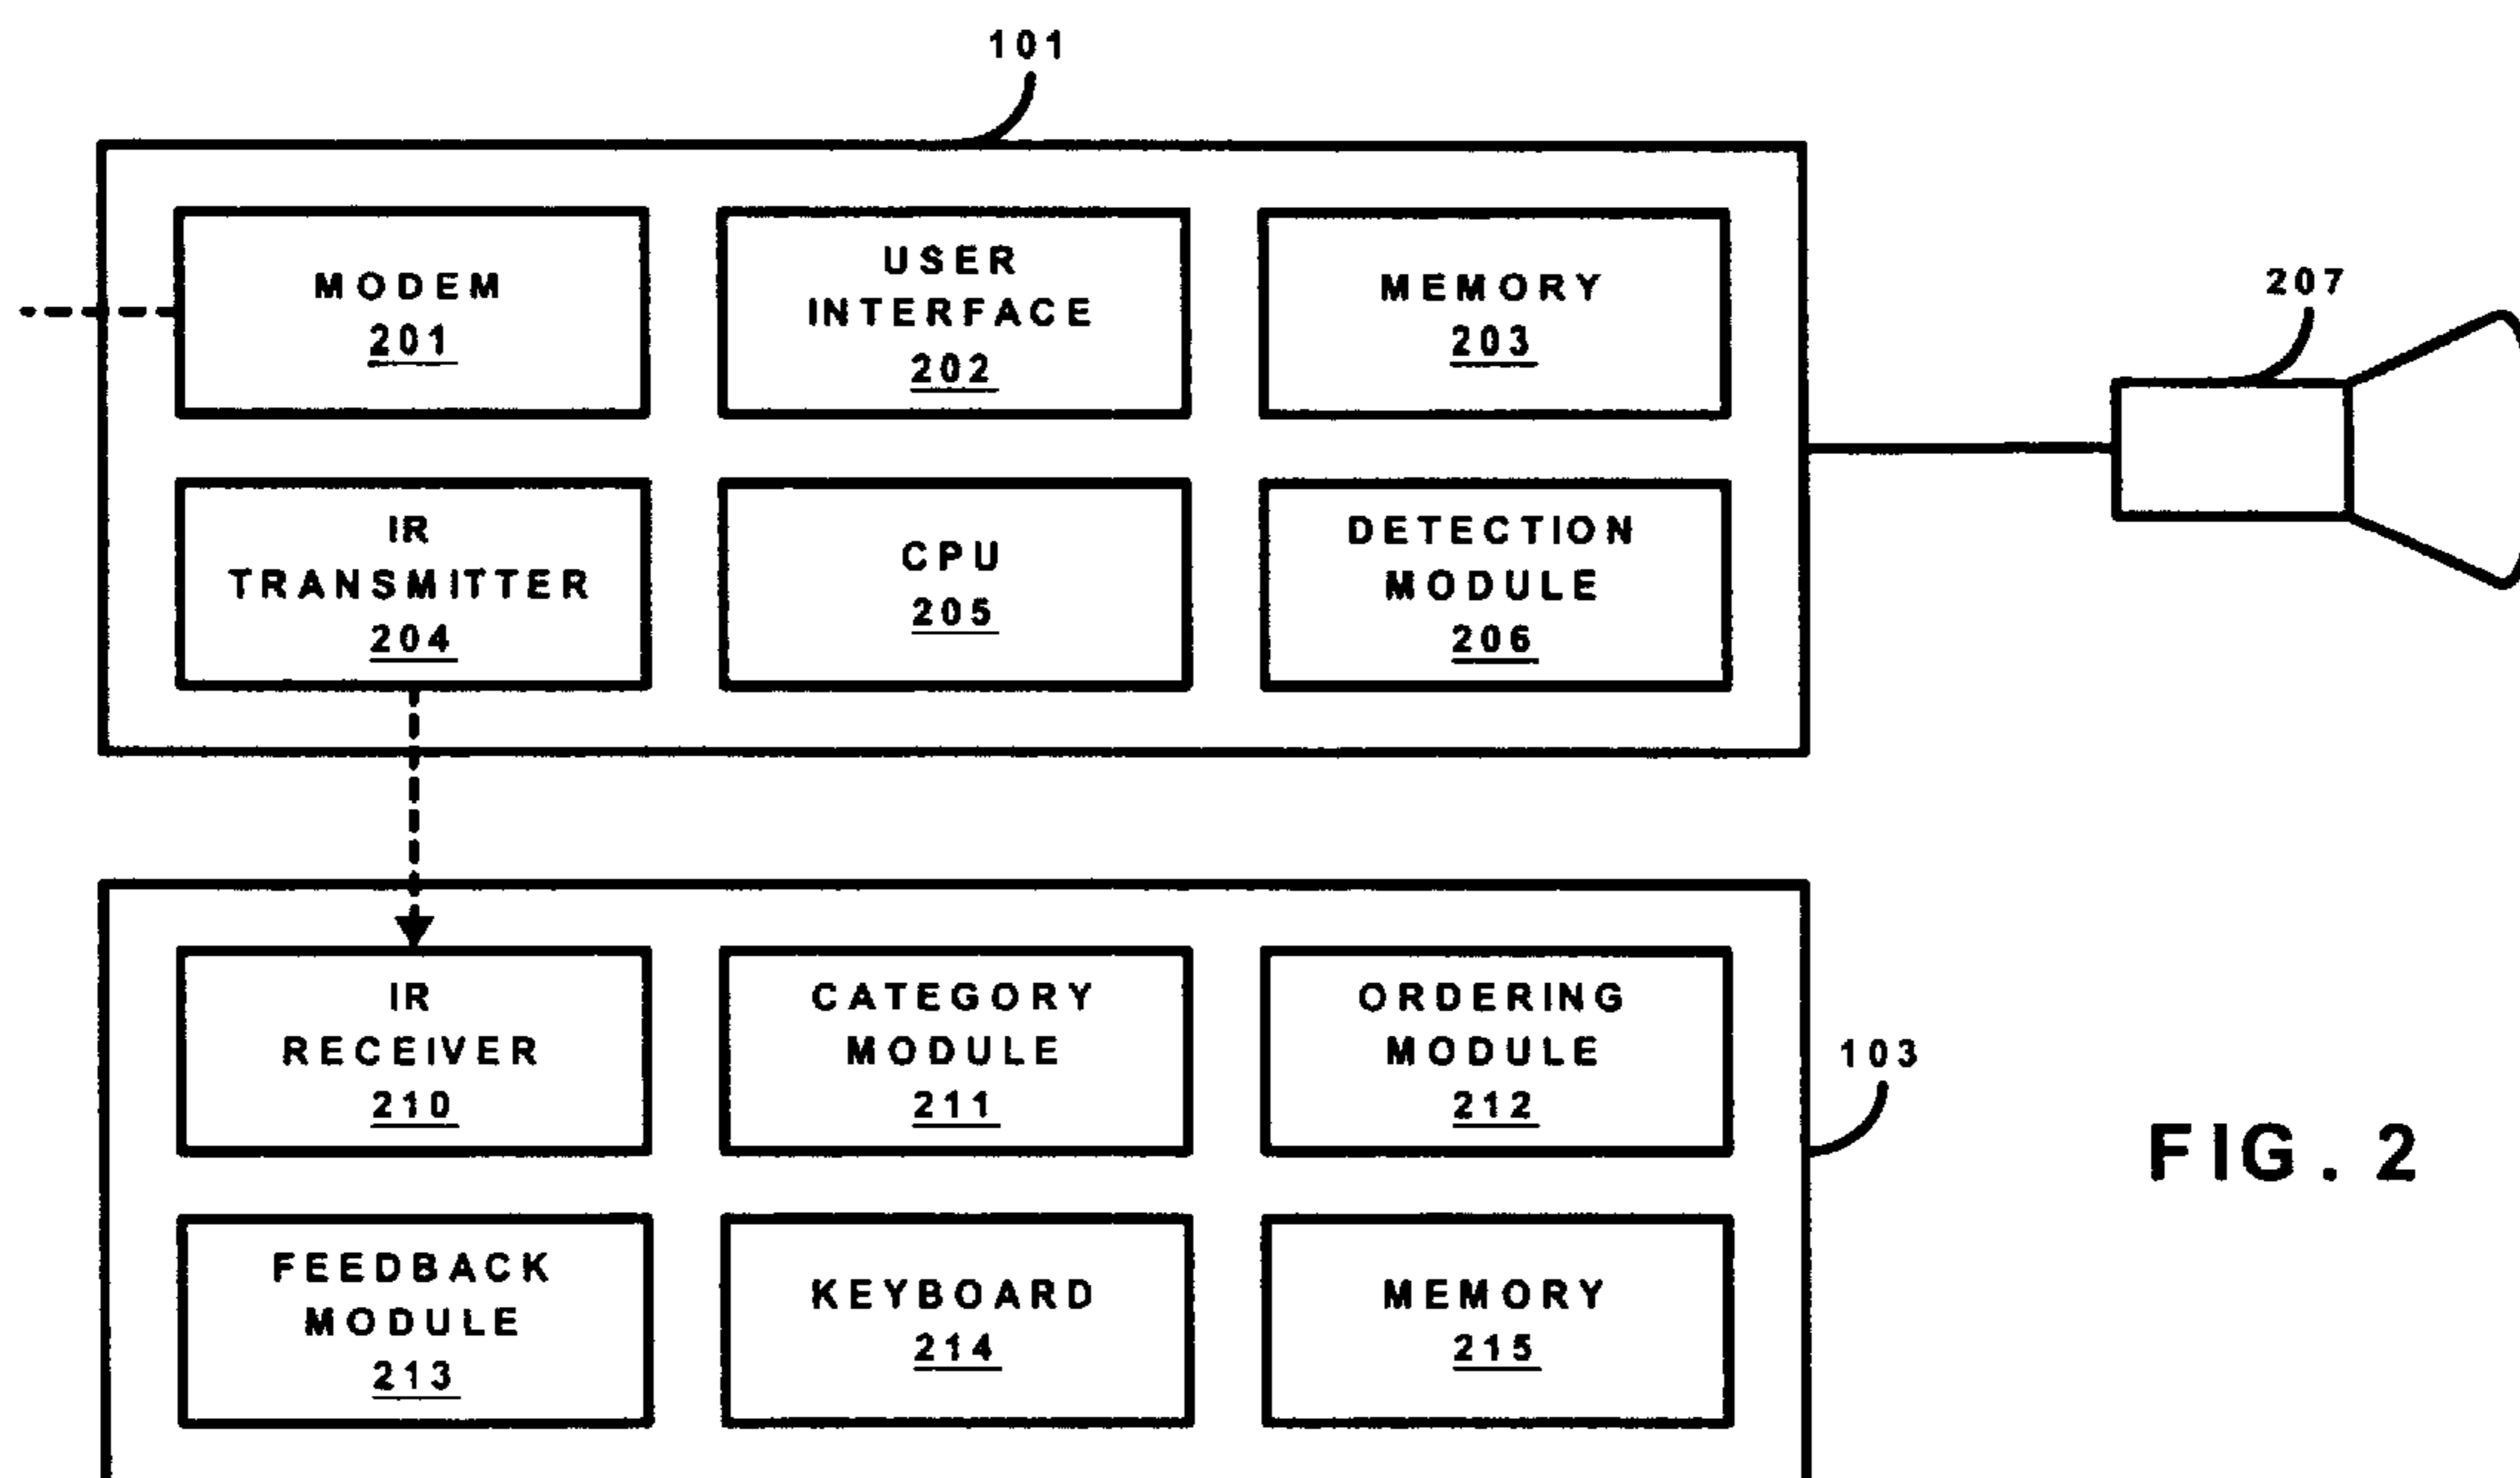 101
MODEM
201
USER
INTERFACE
202
MEMORY
203
207
IR
TRANSMITTER
204
CPU
205
DETECTION
MODULE
206
IR
RECEIVER
210
CATEGORY
MODULE
211
ORDERING
MODULE
212
103
FIG. 2
FEEDBACK
MODULE
213
KEYBOARD
214
MEMORY
215